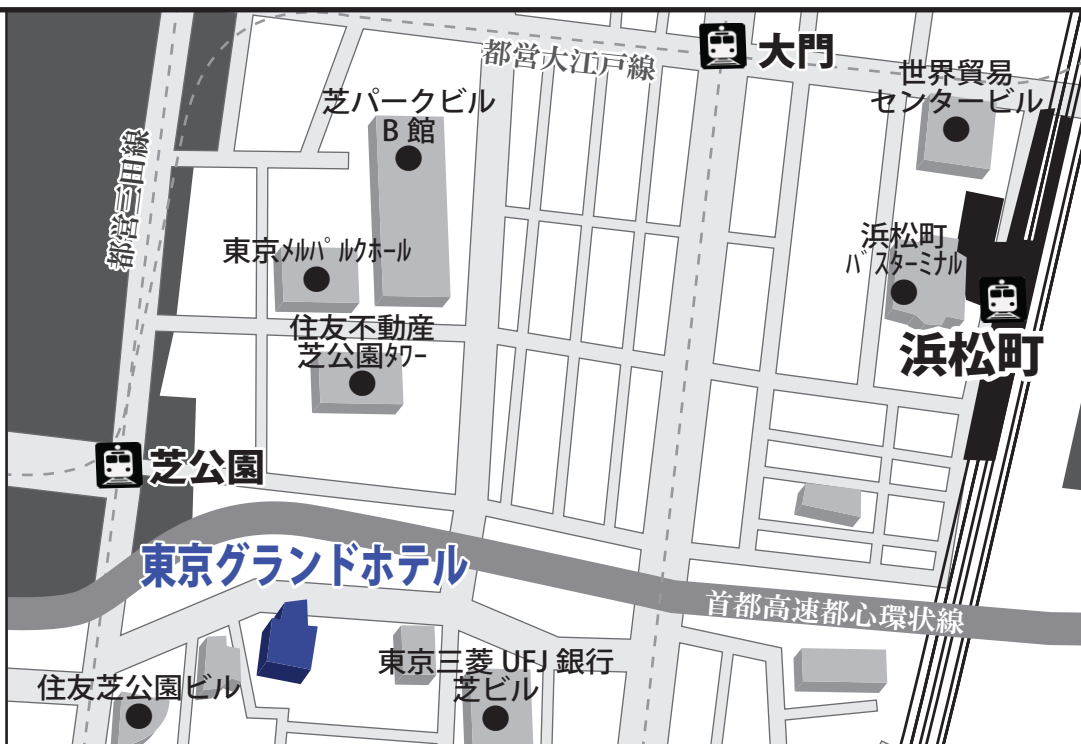 都営大江戸線
大門
世界貿易
センタービル
芝パークビル
B 館
都営三田線
東京メルパルクホール
浜松町
バスターミナル
住友不動産
芝公園タワー
浜松町
芝公園
東京グランドホテル
首都高速都心環状線
東京三菱 UFJ 銀行
芝ビル
住友芝公園ビル